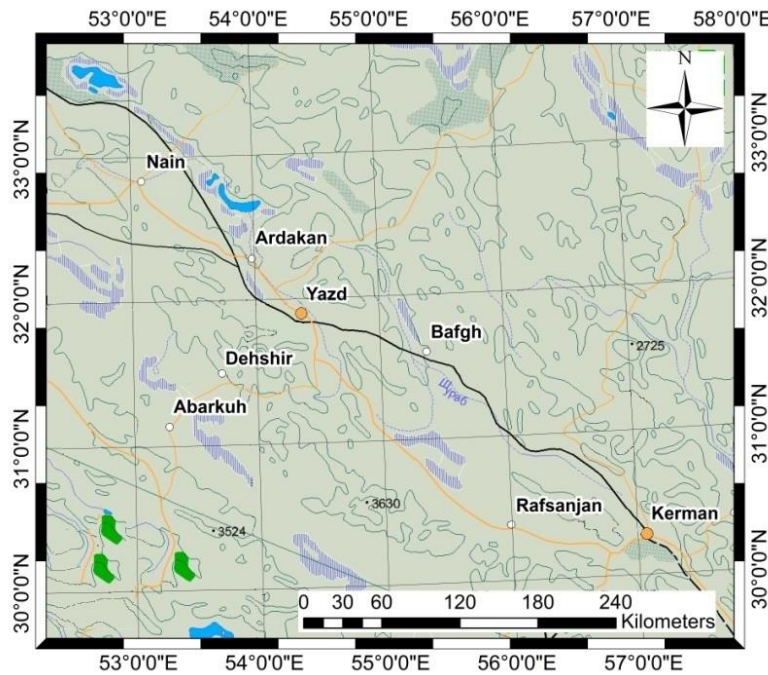 53°0'0"E 54°0'0"E 55°0'0"E 56°0'0"E 57°0'0"E 58°0'0"
N
33°0'0"N 33°0'0"N
Nain
Ardakan
32°0'0"N 32°0'0"N
Yazd
Bafgh
2725
Dehshir
Шураб
Abarkuh
31°0'0"N 31°0'0"N
3630
Rafsanjan
Kerman
3524
30°0'0"N 30°0'0"N
0 30 60 120 180 240
Kilometers
53°0'0"E 54°0'0"E 55°0'0"E 56°0'0"E 57°0'0"E